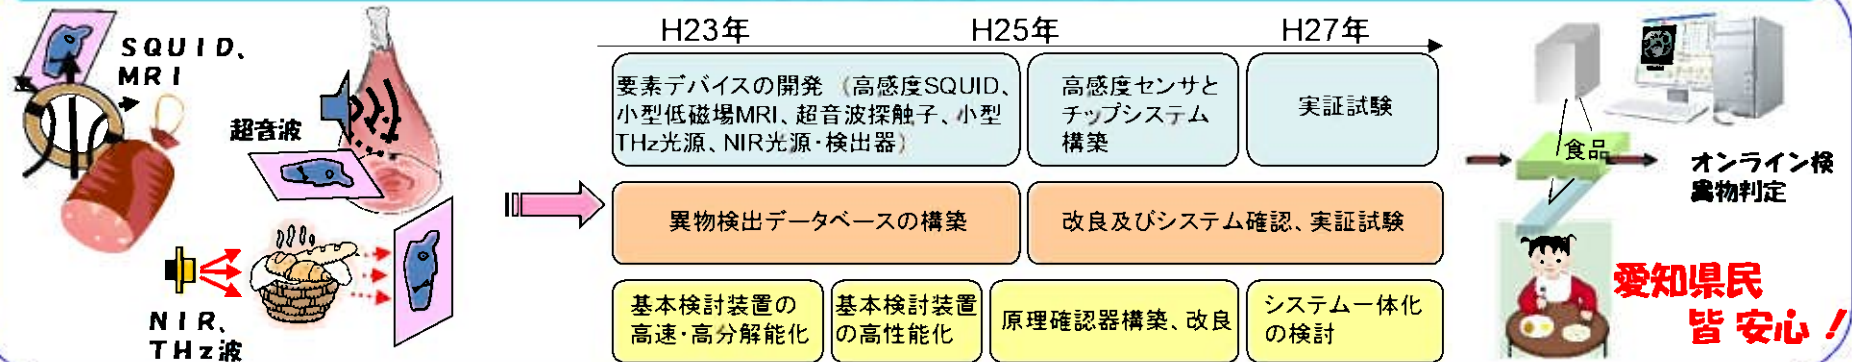 SQUID、
MRI
超音波
NIR、
THz波
H23年
H25年
H27年
要素デバイスの開発 （高感度SQUID、
小型低磁場MRI、超音波探触子、小型
THz光源、NIR光源・検出器）
高感度センサと
チップシステム
構築
実証試験
異物検出データベースの構築
改良及びシステム確認、実証試験
基本検討装置の
高速・高分解能化
基本検討装置
の高性能化
原理確認器構築、改良
システム一体化
の検討
食品
オンライン検
異物判定
愛知県民
皆 安心！